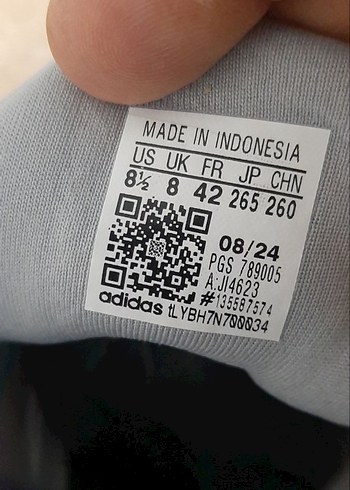 MADE IN INDONESIA
US UK FR JP CHN
8½ 8 42 265 260
08/24
PGS 789005
A:JI4623
#135587574
adidas tLYBH7N700034